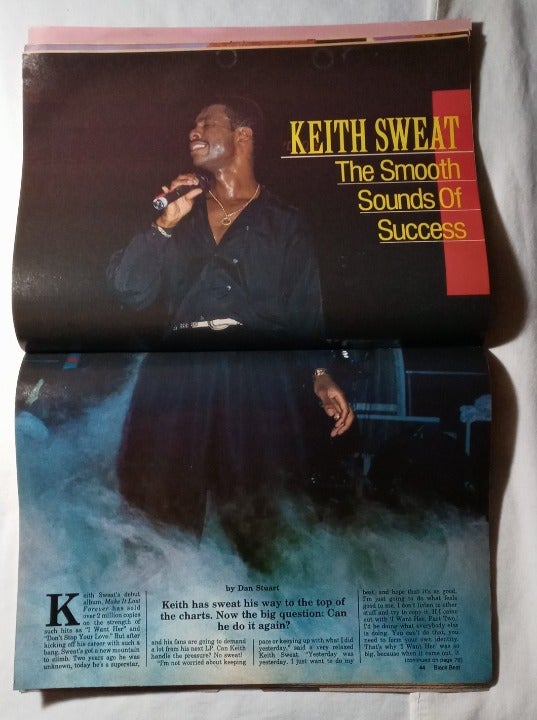 KEITH SWEAT
The Smooth
Sounds Of
Success
by Dan Stuart
Keith has sweat his way to the top of
the charts. Now the big question: Can
he do it again?
Keith Sweat's debut
album, Make It Last
Forever has sold
over 2 million copies
on the strength of
such hits as "I Want Her" and
"Don't Stop Your Love." But after
kicking off his career with such a
bang, Sweat's got a new mountain
to climb. Two years ago he was
unknown, today he's a superstar,
and his fans are going to demand
a lot from his next LP. Can Keith
handle the pressure? No sweat!
"I'm not worried about keeping
pace or keeping up with what I did
yesterday," said a very relaxed
Keith Sweat. "Yesterday was
yesterday. I just want to do my
best, and hope that it's as good.
I'm just going to do what feels
good to me. I don't listen to other
stuff and try to copy it. If I come
out with 'I Want Her, Part Two,'
I'd be doing what everybody else
is doing. You can't do that, you
need to form your own identity.
That's why 'I Want Her' was so
big, because when it came out, it
(continued on page 76)
44 Black Beat